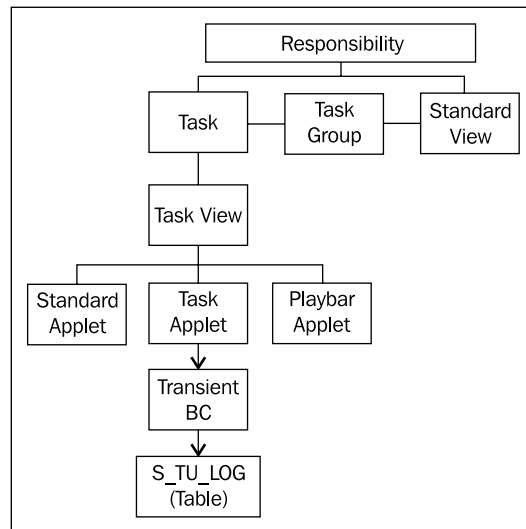 Responsibility
Task
Task
Group
Standard
View
Task View
Standard
Applet
Task
Applet
Playbar
Applet
Transient
BC
S_TU_LOG
(Table)